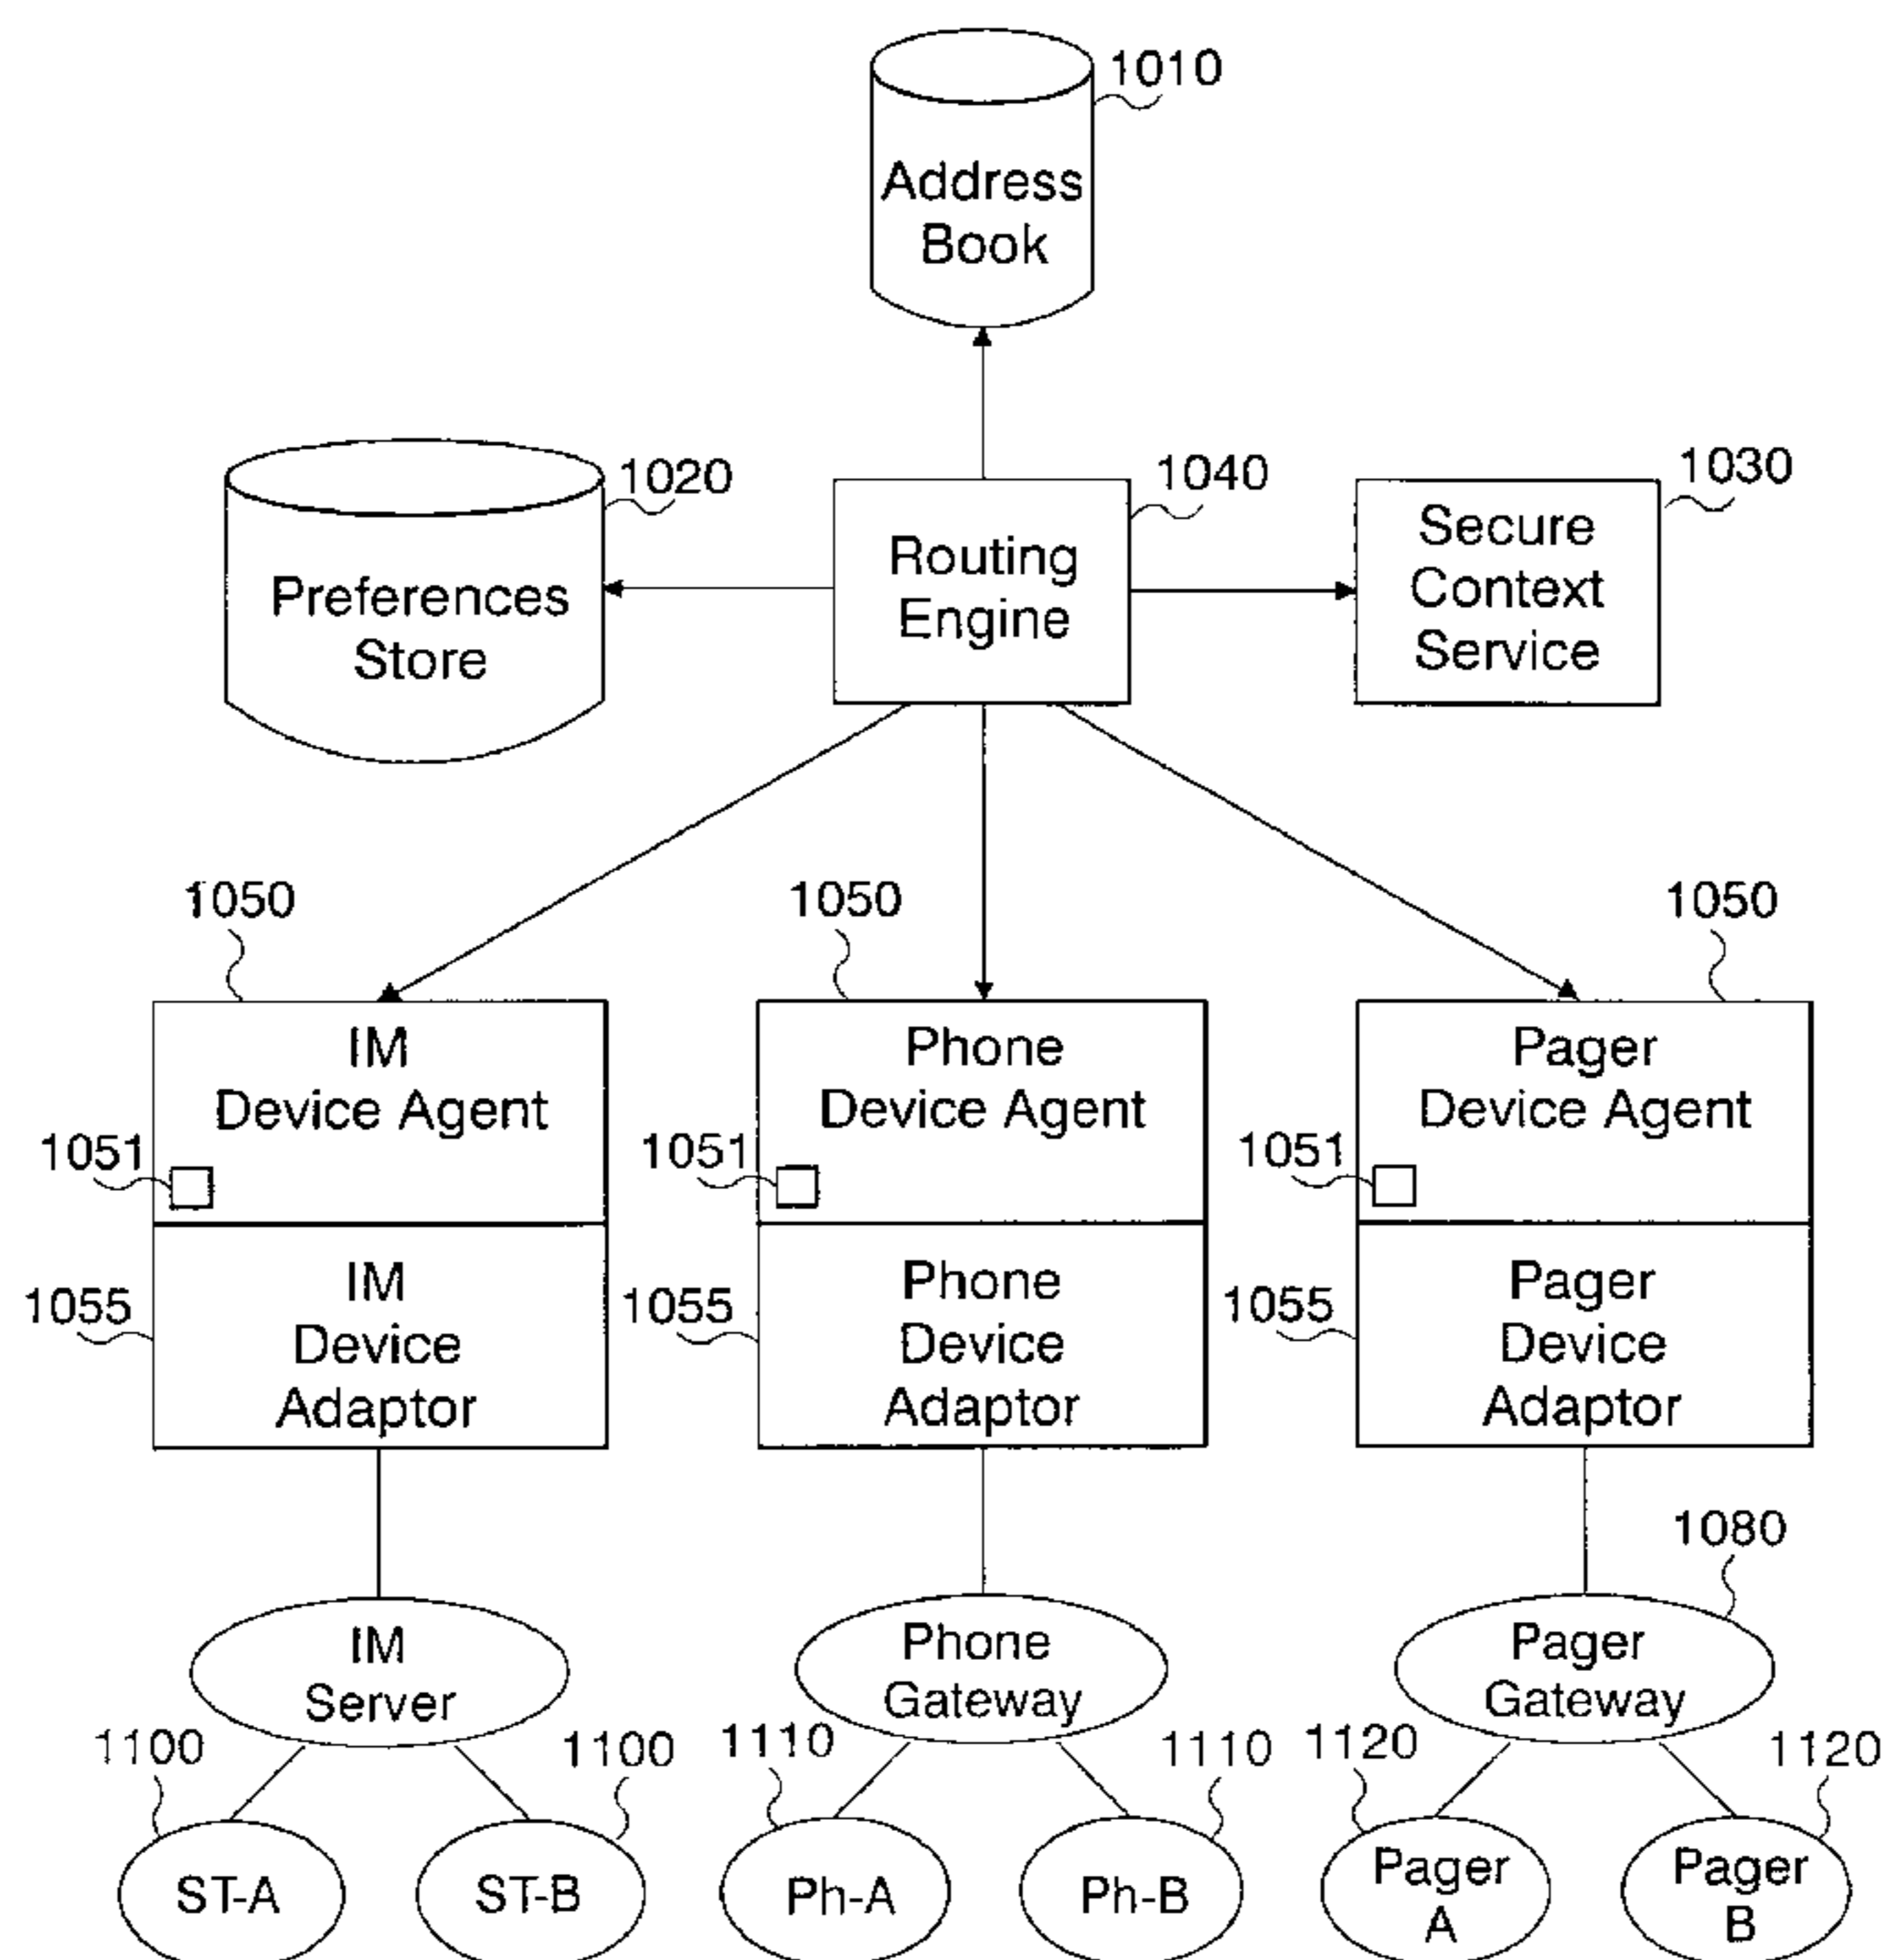 1010
Address
Book
1020
Preferences
Store
1040
Routing
Engine
1030
Secure
Context
Service
1050
1050
1050
IM
Device Agent
1051
Phone
Device Agent
1051
Pager
Device Agent
1051
IM
Device
Adaptor
1055
Phone
Device
Adaptor
1055
Pager
Device
Adaptor
1055
1080
IM
Server
Phone
Gateway
Pager
Gateway
1100
1100
1110
1110
1120
1120
ST-A
ST-B
Ph-A
Ph-B
Pager
A
Pager
B